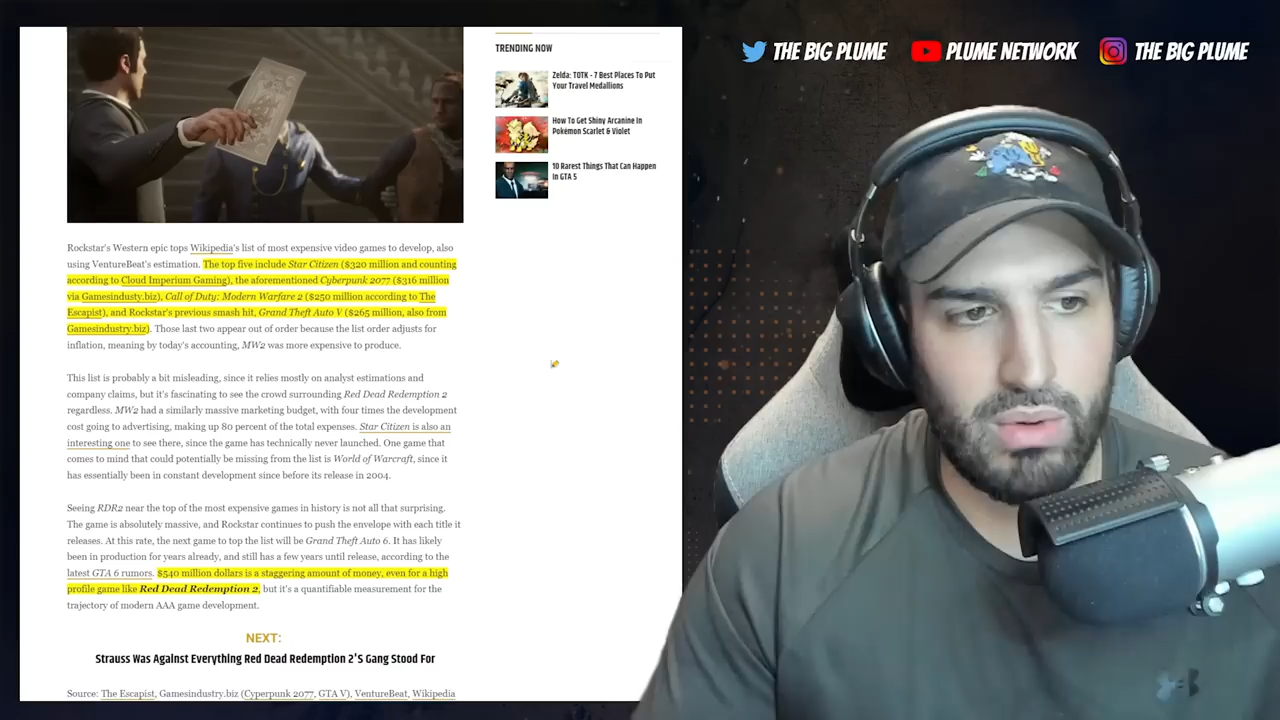 THE BIG PLUME
PLUME NETWORK
THE BIG PLUME
TRENDING NOW
Zelda: TOTK - 7 Best Places To Put
Your Travel Medallions
How To Get Shiny Arcanine In
Pokémon Scarlet & Violet
10 Rarest Things That Can Happen
In GTA 5
Rockstar's Western epic tops Wikipedia's list of most expensive video games to develop, also
using VentureBeat's estimation. The top five include Star Citizen ($320 million and counting
according to Cloud Imperium Gaming), the aforementioned Cyberpunk 2077 ($316 million
via Gamesindusty.biz), Call of Duty: Modern Warfare 2 ($250 million according to The
Escapist), and Rockstar's previous smash hit, Grand Theft Auto V ($265 million, also from
Gamesindustry.biz). Those last two appear out of order because the list order adjusts for
inflation, meaning by today's accounting, MW2 was more expensive to produce.
This list is probably a bit misleading, since it relies mostly on analyst estimations and
company claims, but it's fascinating to see the crowd surrounding Red Dead Redemption 2
regardless. MW2 had a similarly massive marketing budget, with four times the development
cost going to advertising, making up 80 percent of the total expenses. Star Citizen is also an
interesting one to see there, since the game has technically never launched. One game that
comes to mind that could potentially be missing from the list is World of Warcraft, since it
has essentially been in constant development since before its release in 2004.
Seeing RDR2 near the top of the most expensive games in history is not all that surprising.
The game is absolutely massive, and Rockstar continues to push the envelope with each title it
releases. At this rate, the next game to top the list will be Grand Theft Auto 6. It has likely
been in production for years already, and still has a few years until release, according to the
latest GTA 6 rumors. $540 million dollars is a staggering amount of money, even for a high
profile game like Red Dead Redemption 2, but it's a quantifiable measurement for the
trajectory of modern AAA game development.
NEXT:
Strauss Was Against Everything Red Dead Redemption 2's Gang Stood For
Source: The Escapist, Gamesindustry.biz (Cyperpunk 2077, GTA V), VentureBeat, Wikipedia